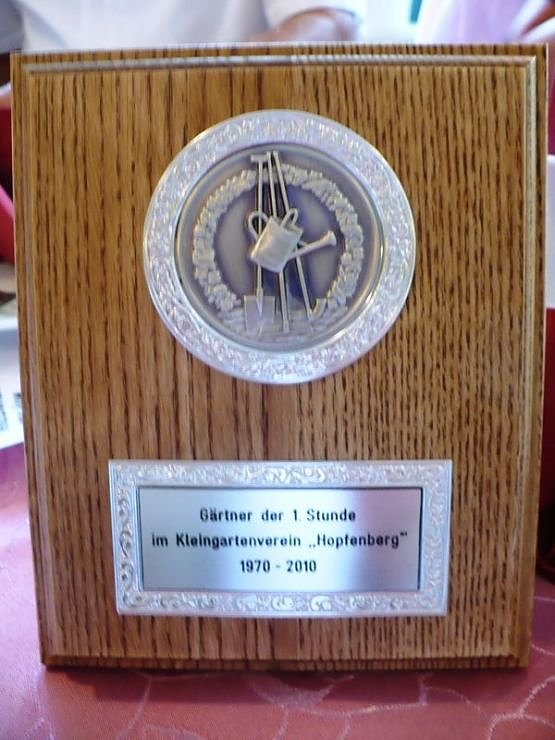 Gärtner der 1. Stunde
im Kleingartenverein „Hopfenberg"
1970 - 2010